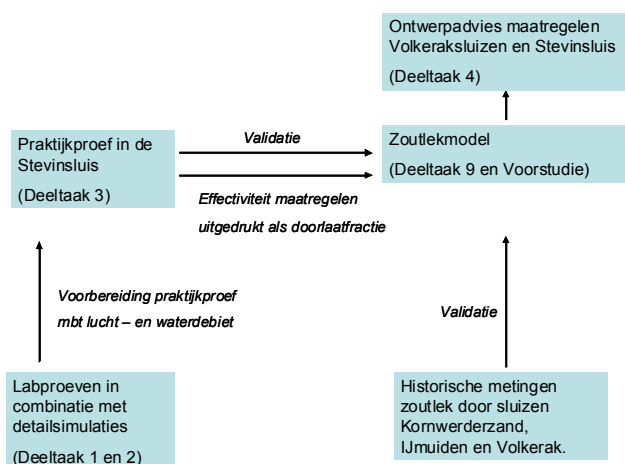 Ontwerpadvies maatregelen
Volkeraksluizen en Stevinsluis
(Deeltaak 4)
Praktijkproef in de
Stevinsluis
(Deeltaak 3)
Validatie
Effectiviteit maatregelen
uitgedrukt als doorlaatfractie
Zoutlekmodel
(Deeltaak 9 en Voorstudie)
Voorbereiding praktijkproef
mbt lucht – en waterdebiet
Validatie
Labproeven in
combinatie met
detailsimulaties
(Deeltaak 1 en 2)
Historische metingen
zoutlek door sluizen
Kornwerderzand,
IJmuiden en Volkerak.